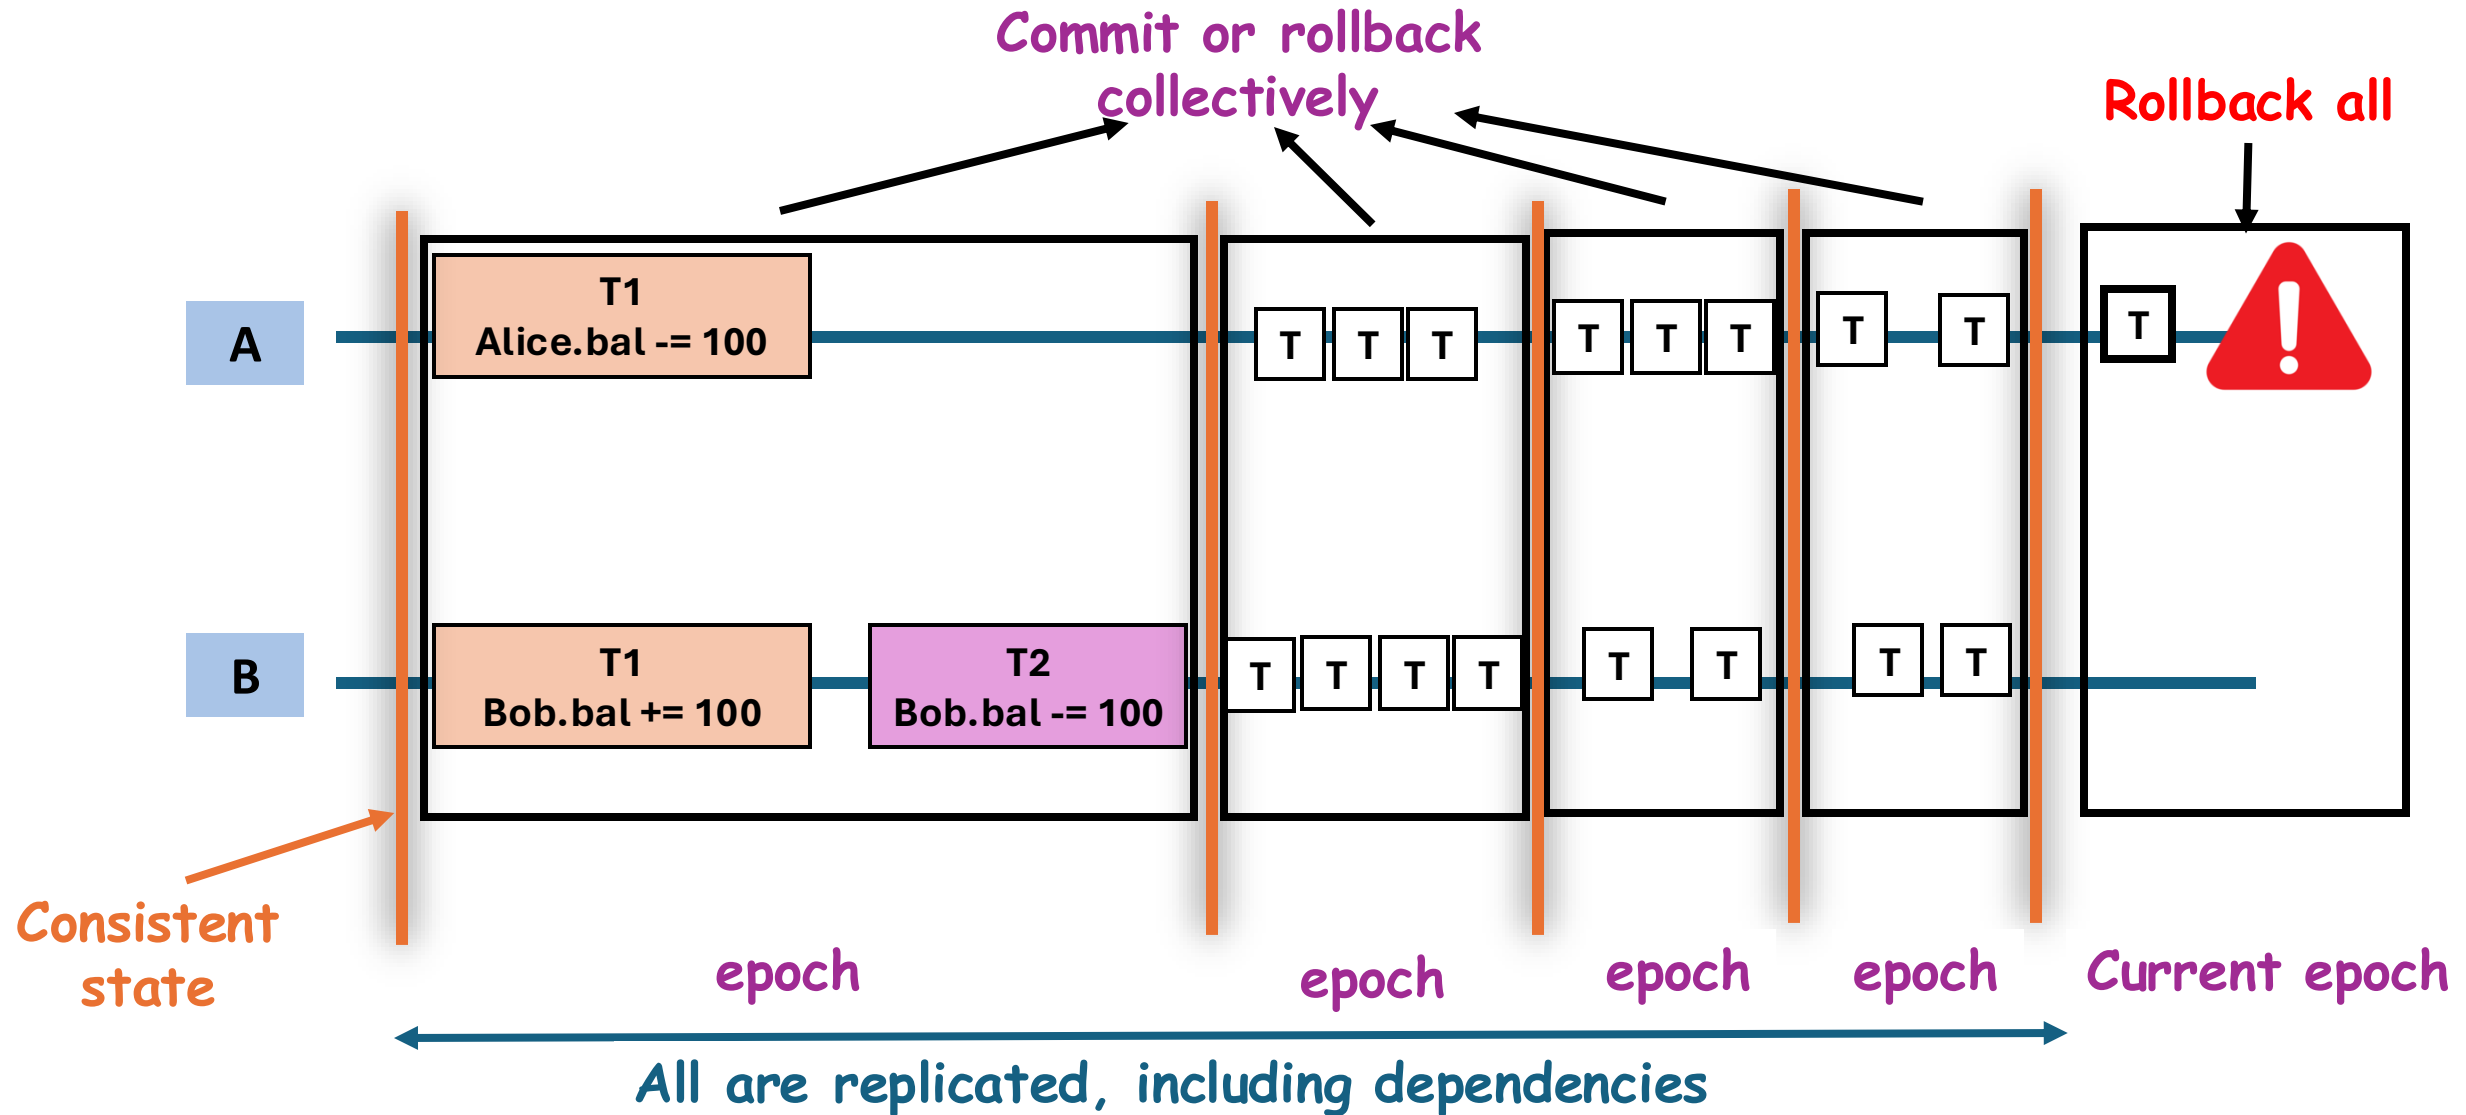 Commit or rollback
collectively
Rollback all
A
T1
Alice.bal -= 100
T T T
T T T
T T
T
B
T1
Bob.bal += 100
T2
Bob.bal -= 100
T T T T
T T
T T
Consistent
state
epoch
epoch
epoch
epoch
Current epoch
All are replicated, including dependencies